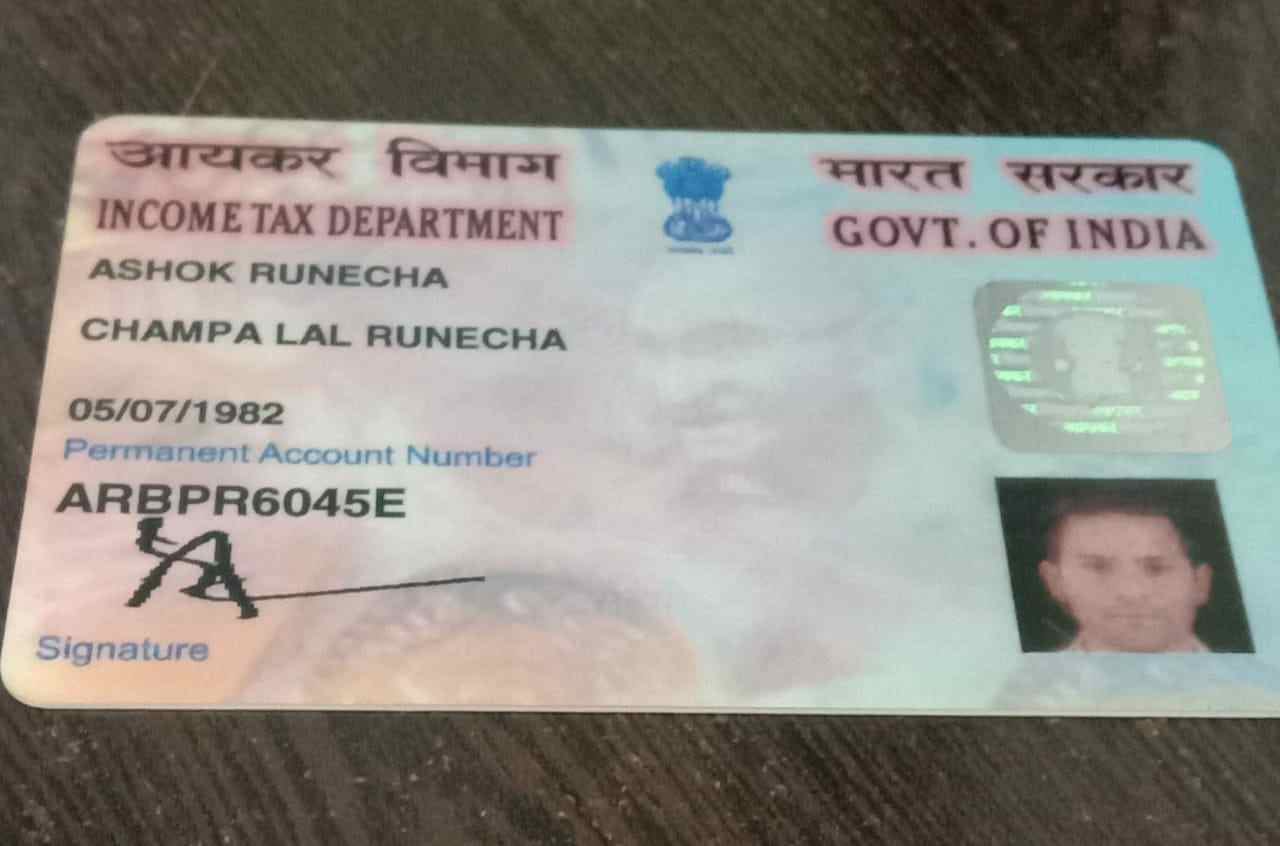 आयकर विभाग
भारत सरकार
INCOME TAX DEPARTMENT
GOVT. OF INDIA
ASHOK RUNECHA
CHAMPA LAL RUNECHA
05/07/1982
Permanent Account Number
ARBPR6045E
Signature